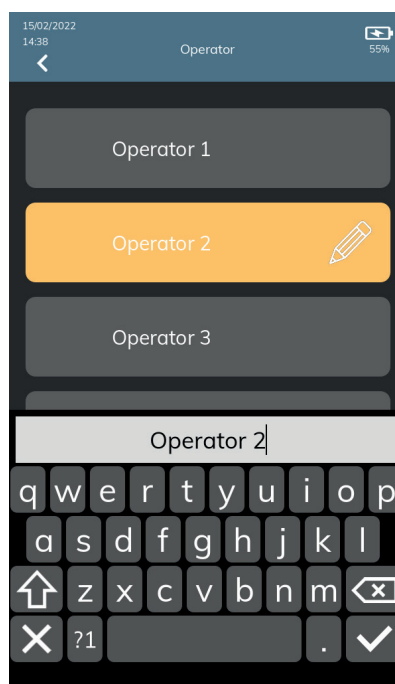 15/02/2022
14:38
Operator
55%
Operator 1
Operator 2
Operator 3
Operator 2
q w e r t y u i o p
a s d f g h j k l
z x c v b n m
?1 .